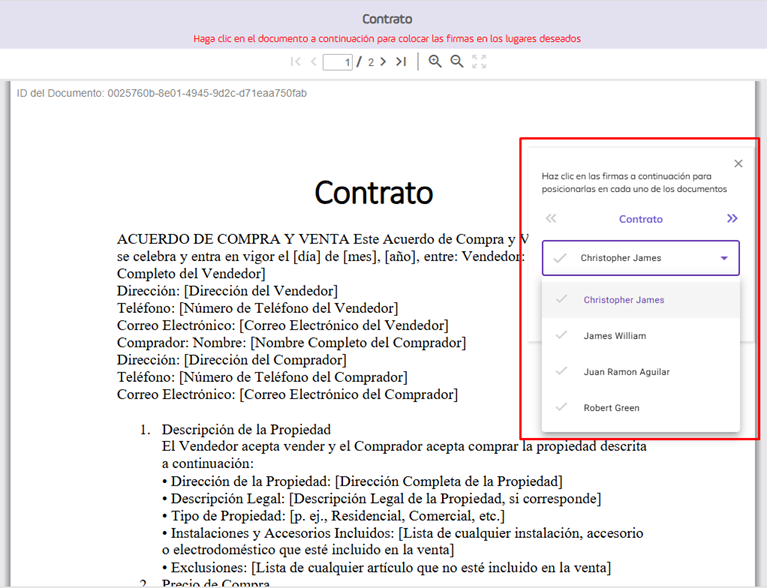 Contrato
Haga clic en el documento a continuación para colocar las firmas en los lugares deseados
1 / 2
ID del Documento: 0025760b-8e01-4945-9d2c-d71eaa750fab
Contrato
ACUERDO DE COMPRA Y VENTA Este Acuerdo de Compra y V
se celebra y entra en vigor el [día] de [mes], [año], entre: Vendedor:
Completo del Vendedor]
Dirección: [Dirección del Vendedor]
Teléfono: [Número de Teléfono del Vendedor]
Correo Electrónico: [Correo Electrónico del Vendedor]
Comprador: Nombre: [Nombre Completo del Comprador]
Dirección: [Dirección del Comprador]
Teléfono: [Número de Teléfono del Comprador]
Correo Electrónico: [Correo Electrónico del Comprador]
1. Descripción de la Propiedad
El Vendedor acepta vender y el Comprador acepta comprar la propiedad descrita
a continuación:
• Dirección de la Propiedad: [Dirección Completa de la Propiedad]
• Descripción Legal: [Descripción Legal de la Propiedad, si corresponde]
• Tipo de Propiedad: [p. ej., Residencial, Comercial, etc.]
• Instalaciones y Accesorios Incluidos: [Lista de cualquier instalación, accesorio
o electrodoméstico que esté incluido en la venta]
• Exclusiones: [Lista de cualquier artículo que no esté incluido en la venta]
2. Precio de Compra
Haz clic en las firmas a continuación para
posicionarlas en cada uno de los documentos
Contrato
Christopher James
Christopher James
James William
Juan Ramon Aguilar
Robert Green